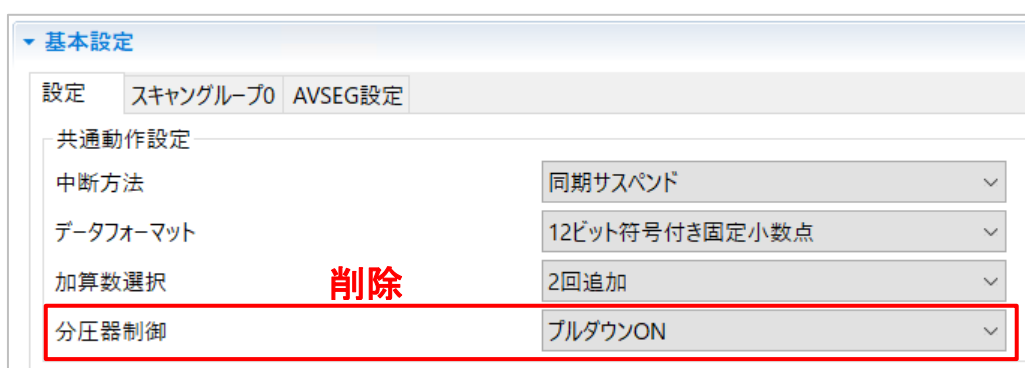 基本設定
設定 スキャングループ0 AVSEG設定
共通動作設定
中断方法 同期サスペンド
データフォーマット 12ビット符号付き固定小数点
加算数選択 削除 2回追加
分圧器制御 プルダウンON